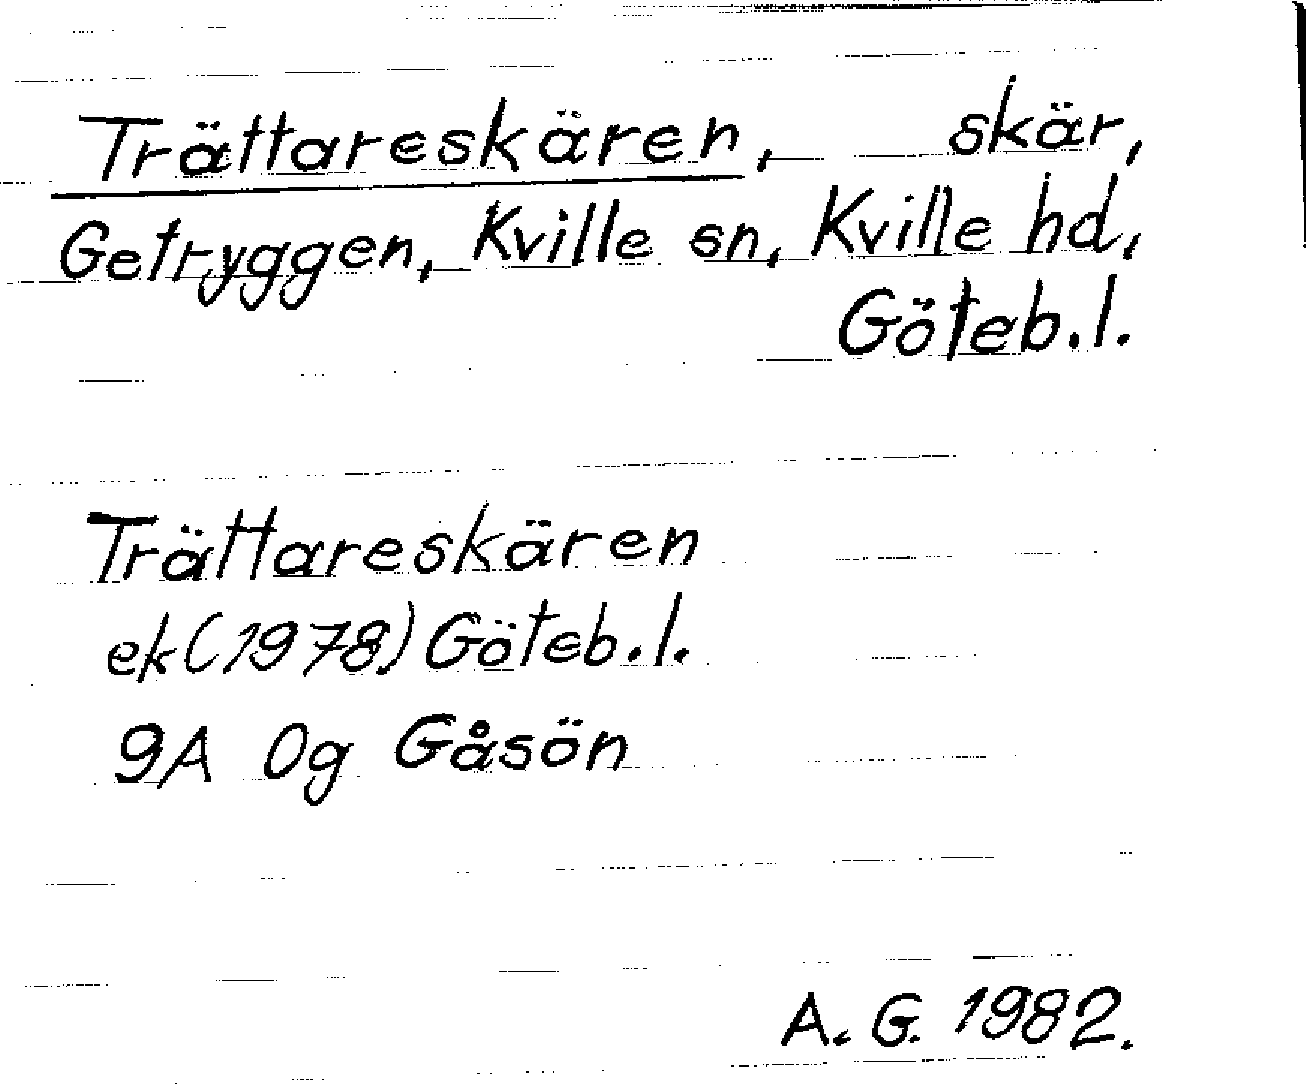 Trättareskären, skär,
Getryggen, Kville sn, Kville hd,
Göteb.l.
Trättareskären
ek (1978) Göteb.l.
9A 0g Gåsön
A. G. 1982.